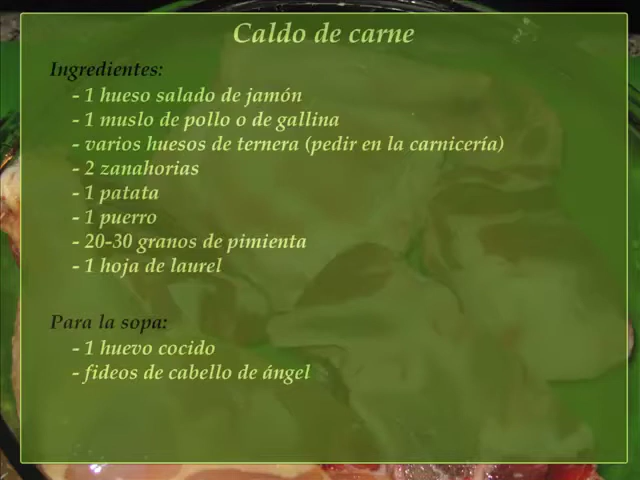 Caldo de carne
Ingredientes:
- 1 hueso salado de jamón
- 1 muslo de pollo o de gallina
- varios huesos de ternera (pedir en la carnicería)
- 2 zanahorias
- 1 patata
- 1 puerro
- 20-30 granos de pimienta
- 1 hoja de laurel
Para la sopa:
- 1 huevo cocido
- fideos de cabello de ángel